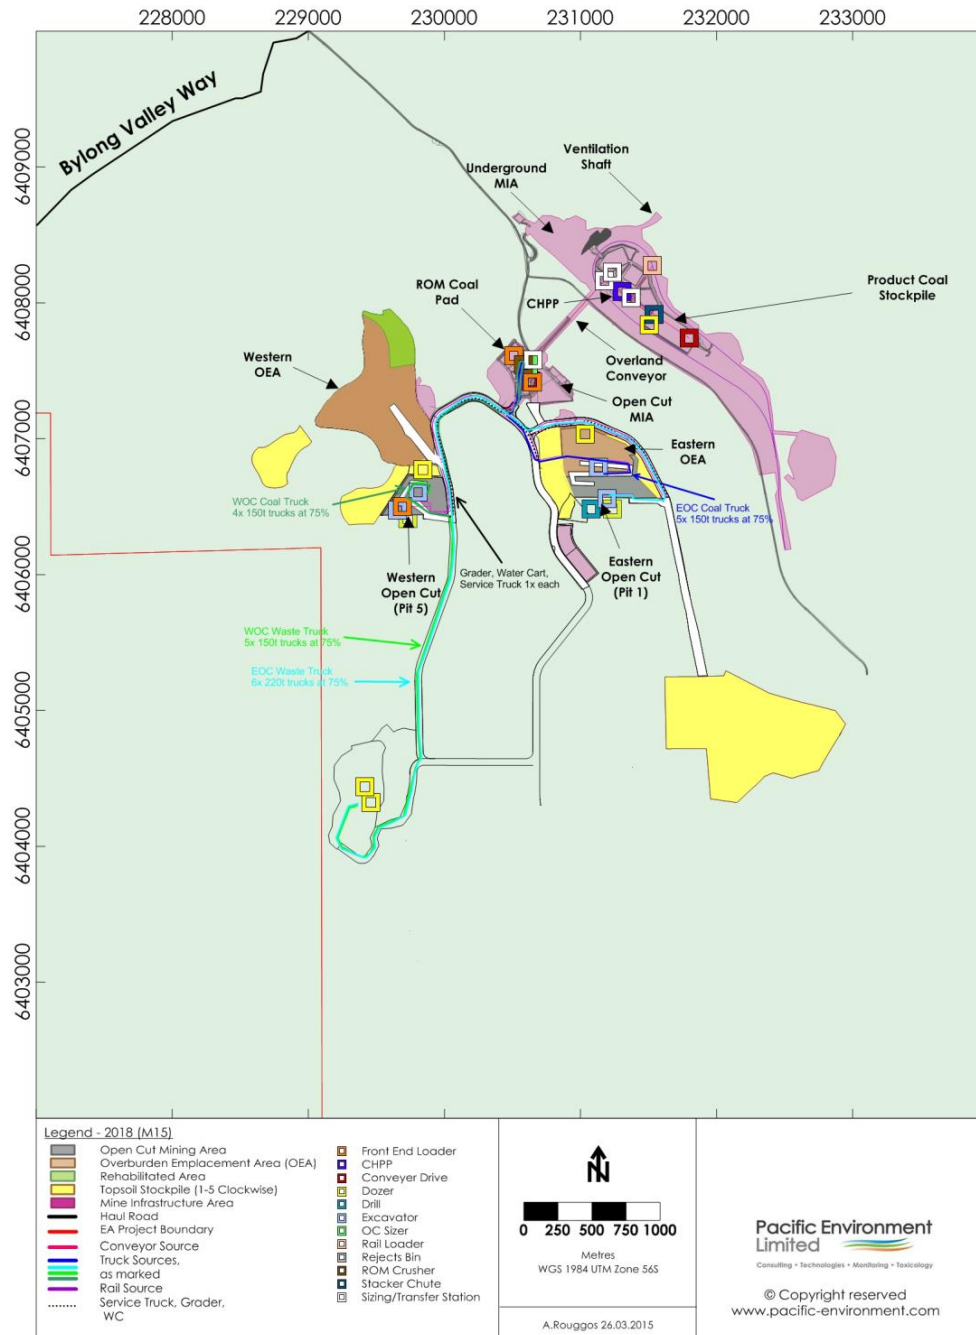 228000 229000 230000 231000 232000 233000
6409000
6408000
6407000
6406000
6405000
6404000
6403000
Bylong Valley Way
Ventilation
Shaft
Underground
MIA
ROM Coal
Pad
CHPP
Product Coal
Stockpile
Western
OEA
Overland
Conveyor
Open Cut
MIA
Eastern
OEA
WOC Coal Truck
4x 150t trucks at 75%
EOC Coal Truck
5x 150t trucks at 75%
Grader, Water Cart,
Service Truck 1x each
Western
Open Cut
(Pit 5)
Eastern
Open Cut
(Pit 1)
WOC Waste Truck
5x 150t trucks at 75%
EOC Waste Truck
6x 220t trucks at 75%
Legend - 2018 (M15)
Open Cut Mining Area
Overburden Emplacement Area (OEA)
Rehabilitated Area
Topsoil Stockpile (1-5 Clockwise)
Mine Infrastructure Area
Haul Road
EA Project Boundary
Conveyor Source
Truck Sources,
as marked
Rail Source
Service Truck, Grader,
WC
Front End Loader
CHPP
Conveyer Drive
Dozer
Drill
Excavator
OC Sizer
Rail Loader
Rejects Bin
ROM Crusher
Stacker Chute
Sizing/Transfer Station
N
0 250 500 750 1000
Metres
WGS 1984 UTM Zone 56S
A.Rouggos 26.03.2015
Pacific Environment
Limited
Consulting • Technologies • Monitoring • Toxicology
© Copyright reserved
www.pacific-environment.com